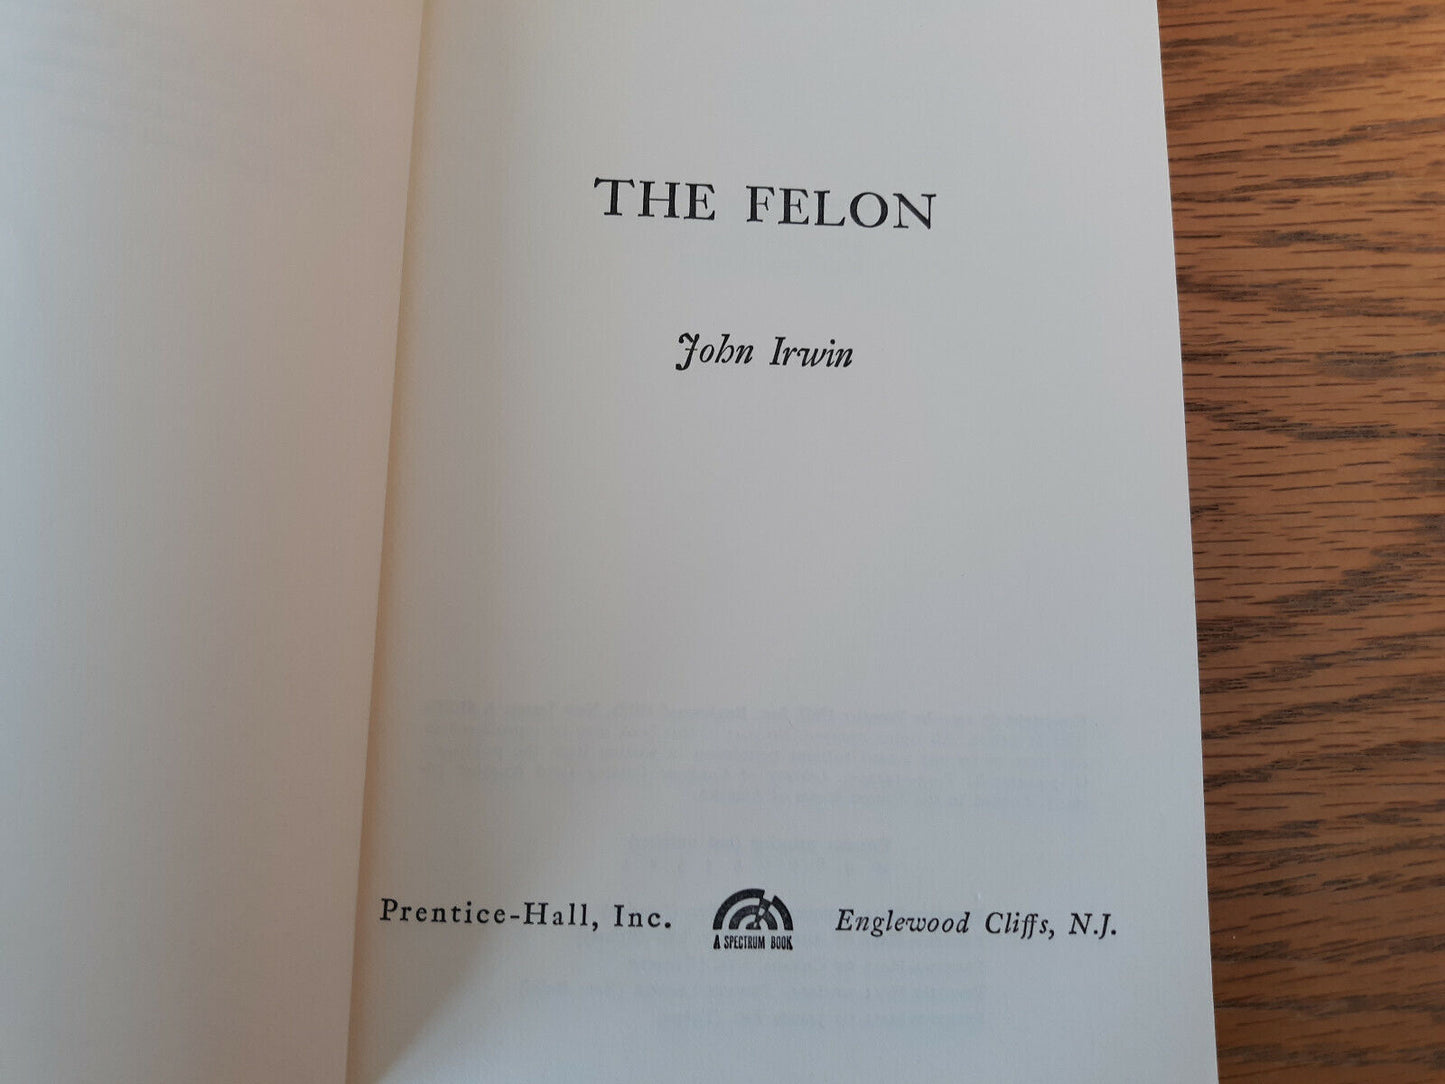 THE FELON
John Irwin
Prentice-Hall, Inc.
A SPECTRUM BOOK
Englewood Cliffs, N.J.